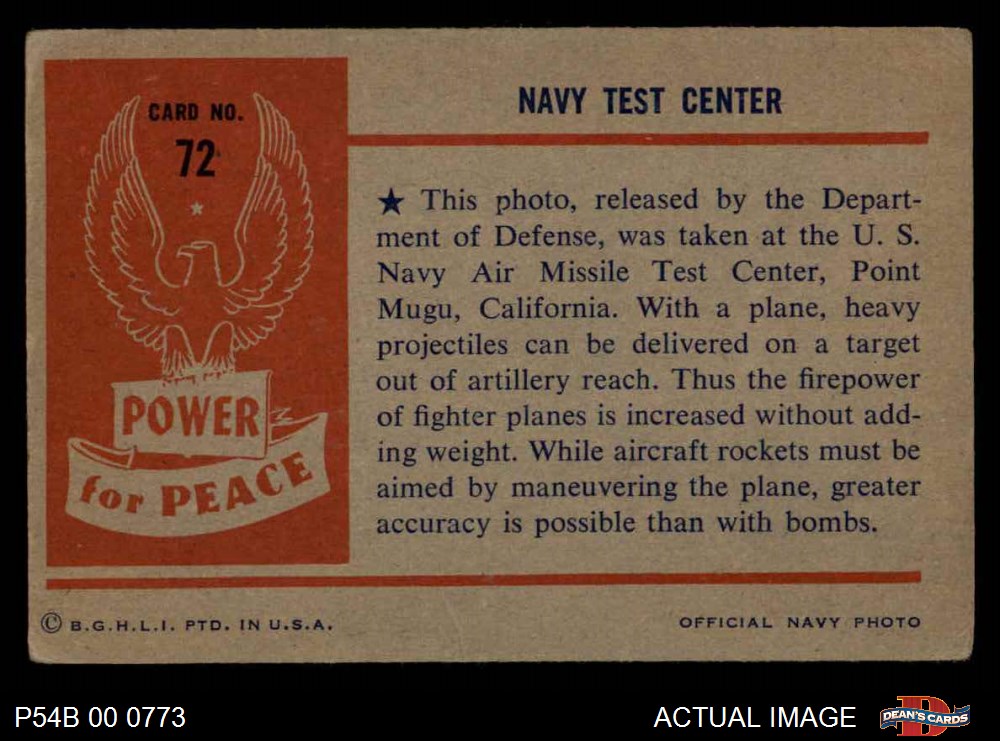 CARD NO.
72
NAVY TEST CENTER
★ This photo, released by the Depart-
ment of Defense, was taken at the U. S.
Navy Air Missile Test Center, Point
Mugu, California. With a plane, heavy
projectiles can be delivered on a target
out of artillery reach. Thus the firepower
of fighter planes is increased without add-
ing weight. While aircraft rockets must be
aimed by maneuvering the plane, greater
accuracy is possible than with bombs.
POWER
for PEACE
© B.G.H.L.I. PTD. IN U.S.A.
OFFICIAL NAVY PHOTO
P54B 00 0773
ACTUAL IMAGE
DEAN'S CARDS